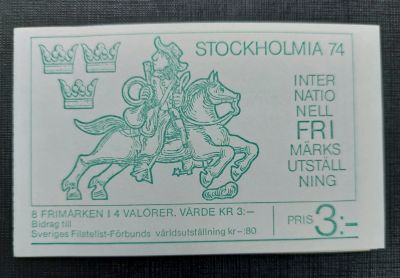 STOCKHOLMIA 74
INTER
NATIO
NELL
FRI
MÄRKS
UTSTÄLL
NING
8 FRIMÄRKEN I 4 VALÖRER. VÄRDE KR 3:–
Bidrag till
Sveriges Filatelist-Förbunds världsutställning kr –:80
PRIS 3:–